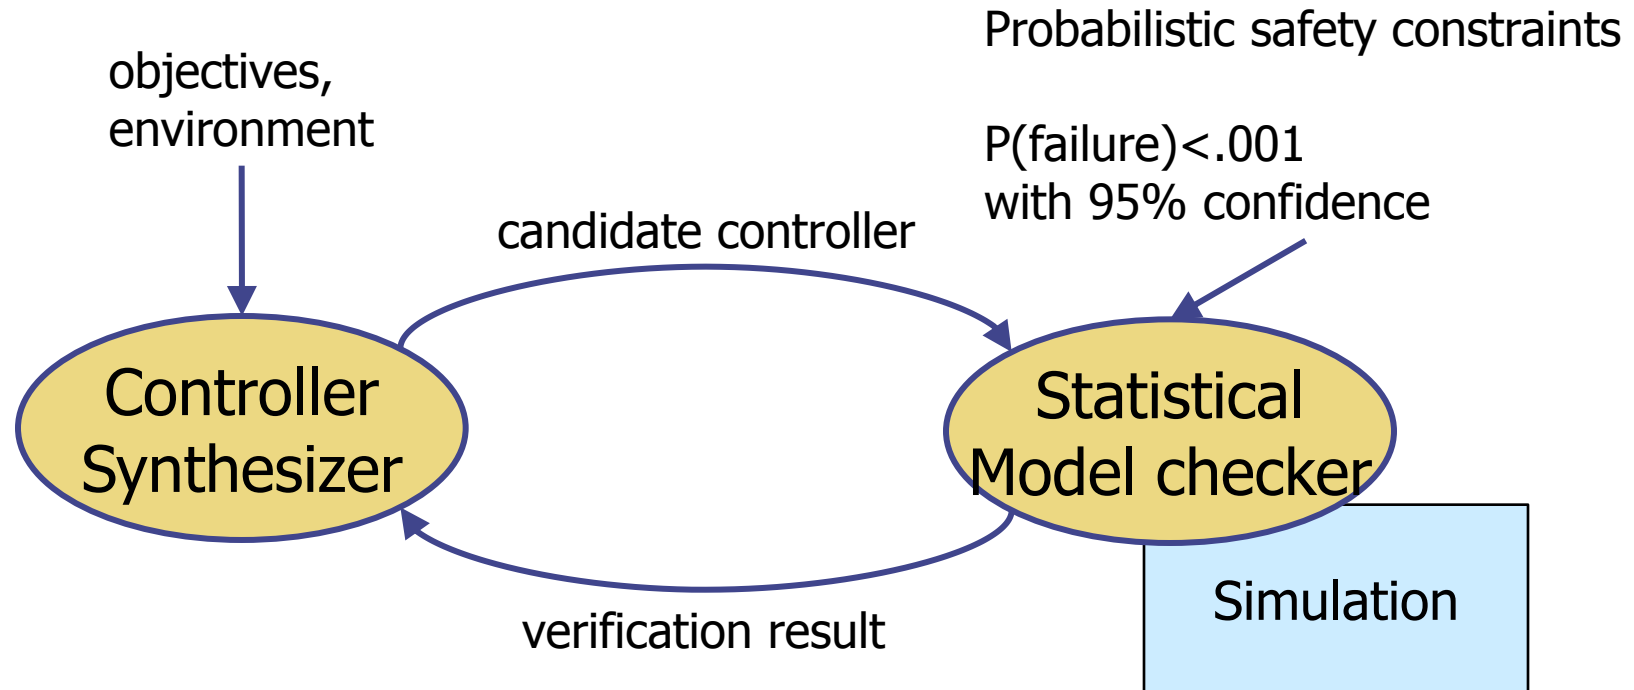 objectives,
environment
Probabilistic safety constraints
P(failure)<.001
with 95% confidence
candidate controller
Controller
Synthesizer
Statistical
Model checker
Simulation
verification result